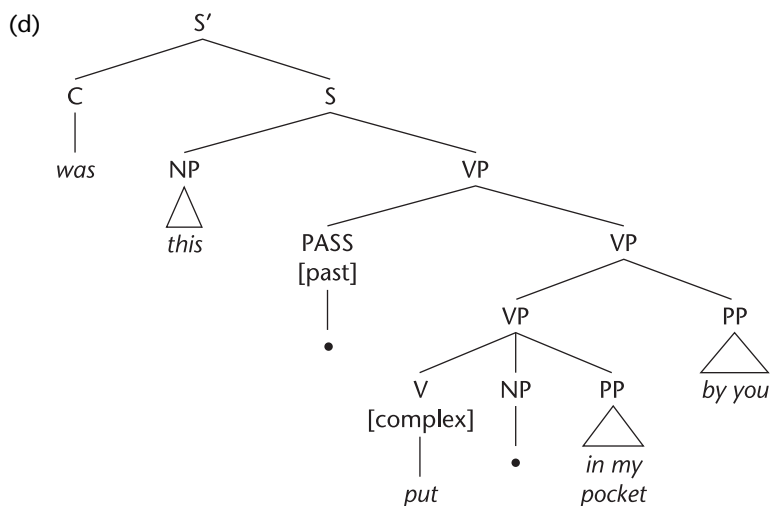 (d)
S′
C S
was NP VP
this PASS VP
[past]
• VP PP
V NP PP by you
[complex]
put • in my
pocket